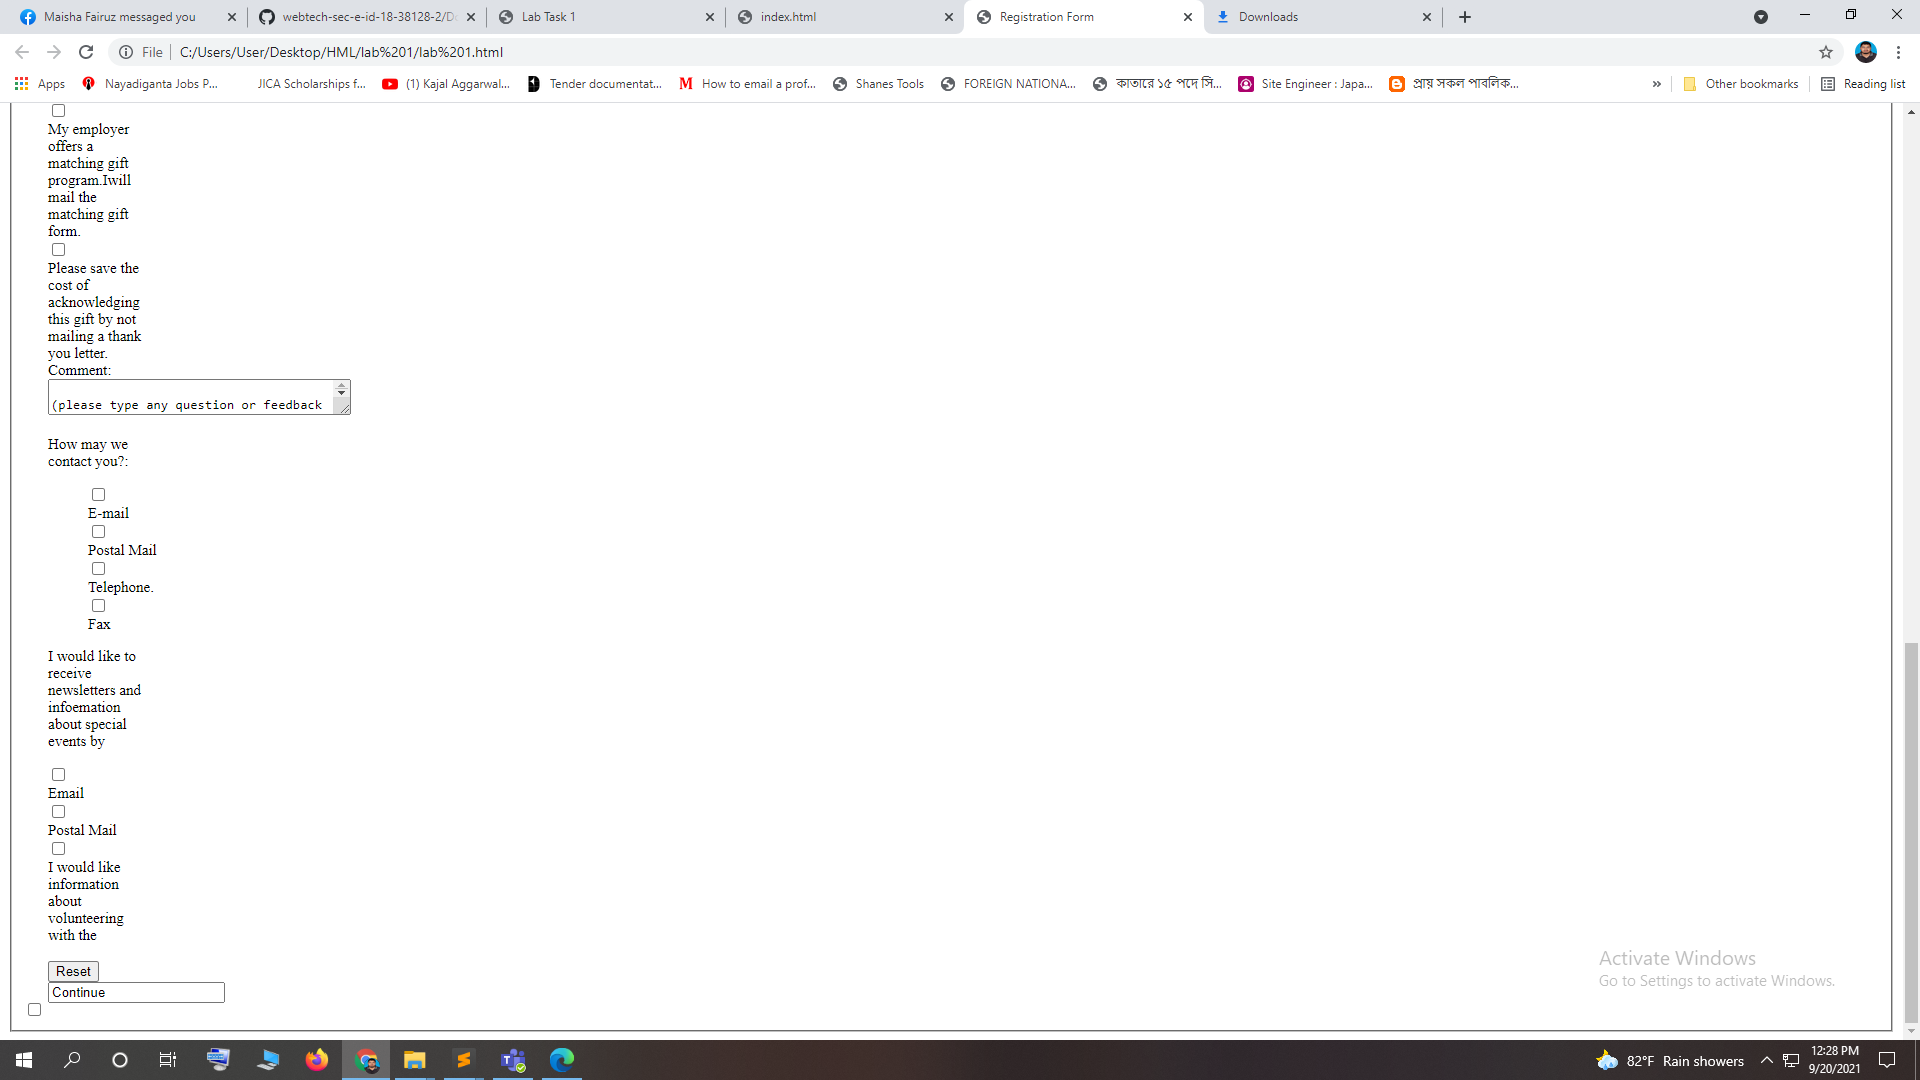 Maisha Fairuz messaged you
webtech-sec-e-id-18-38128-2/Do
Lab Task 1
index.html
Registration Form
Downloads
File
C:/Users/User/Desktop/HML/lab%201/lab%201.html
Apps
Nayadiganta Jobs P...
JICA Scholarships f...
(1) Kajal Aggarwal...
Tender documentat...
How to email a prof...
Shanes Tools
FOREIGN NATIONA...
কাতারে ১৫ পদে সি...
Site Engineer : Japa...
প্রায় সকল পাবলিক...
»
Other bookmarks
Reading list
My employer
offers a
matching gift
program.Iwill
mail the
matching gift
form.
Please save the
cost of
acknowledging
this gift by not
mailing a thank
you letter.
Comment:
(please type any question or feedback
How may we
contact you?:
E-mail
Postal Mail
Telephone.
Fax
I would like to
receive
newsletters and
infoemation
about special
events by
Email
Postal Mail
I would like
information
about
volunteering
with the
Reset
Continue
Activate Windows
Go to Settings to activate Windows.
82°F Rain showers
12:28 PM
9/20/2021